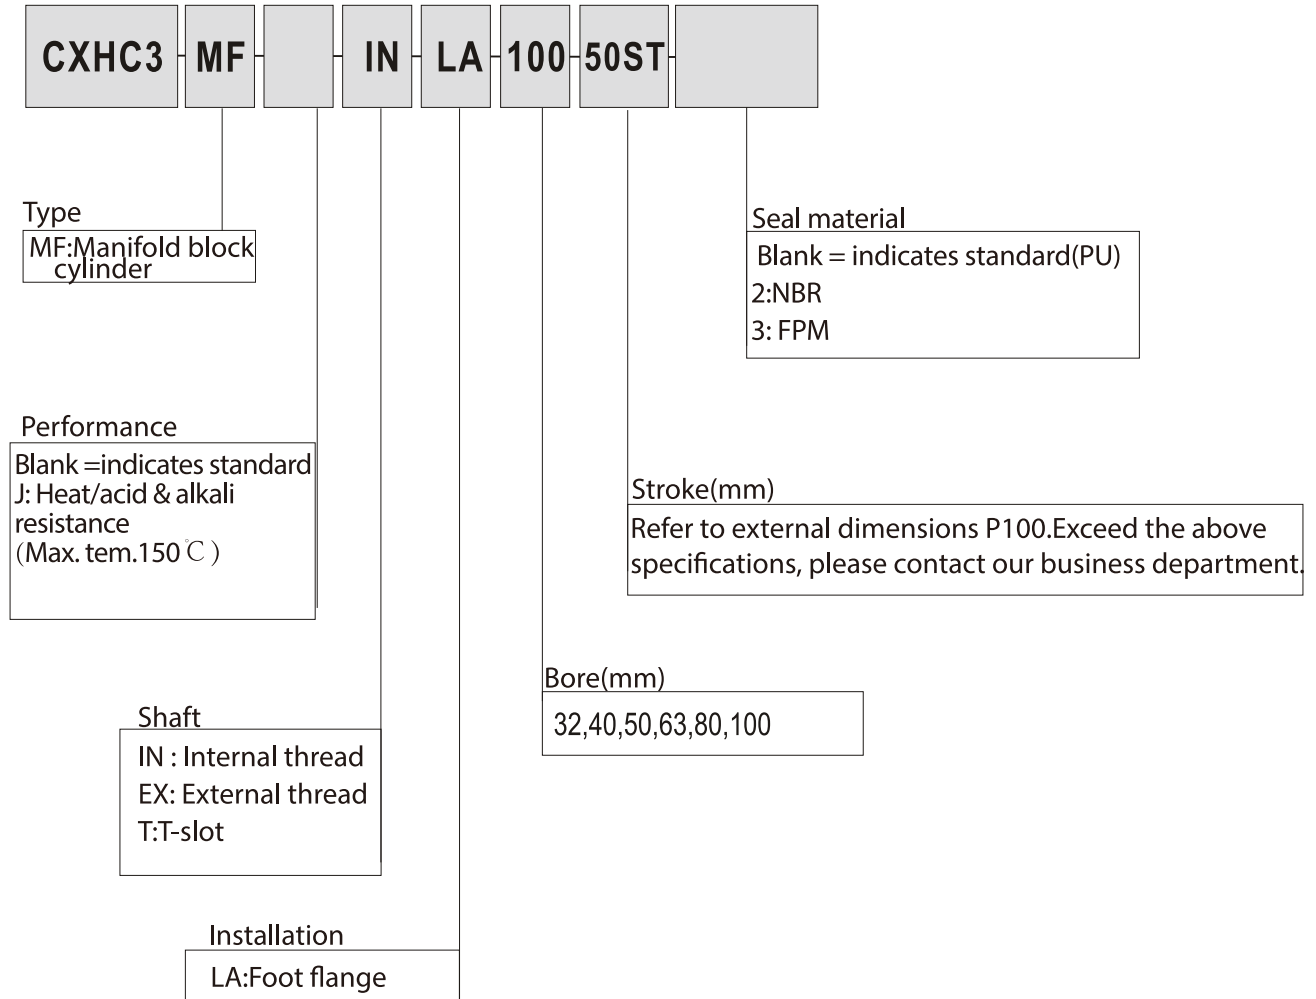 CXHC3 MF IN LA 100 50ST
Type
MF:Manifold block
cylinder
Seal material
Blank = indicates standard(PU)
2:NBR
3: FPM
Performance
Blank =indicates standard
J: Heat/acid & alkali
resistance
(Max. tem.150℃)
Stroke(mm)
Refer to external dimensions P100.Exceed the above
specifications, please contact our business department.
Bore(mm)
32,40,50,63,80,100
Shaft
IN : Internal thread
EX: External thread
T:T-slot
Installation
LA:Foot flange